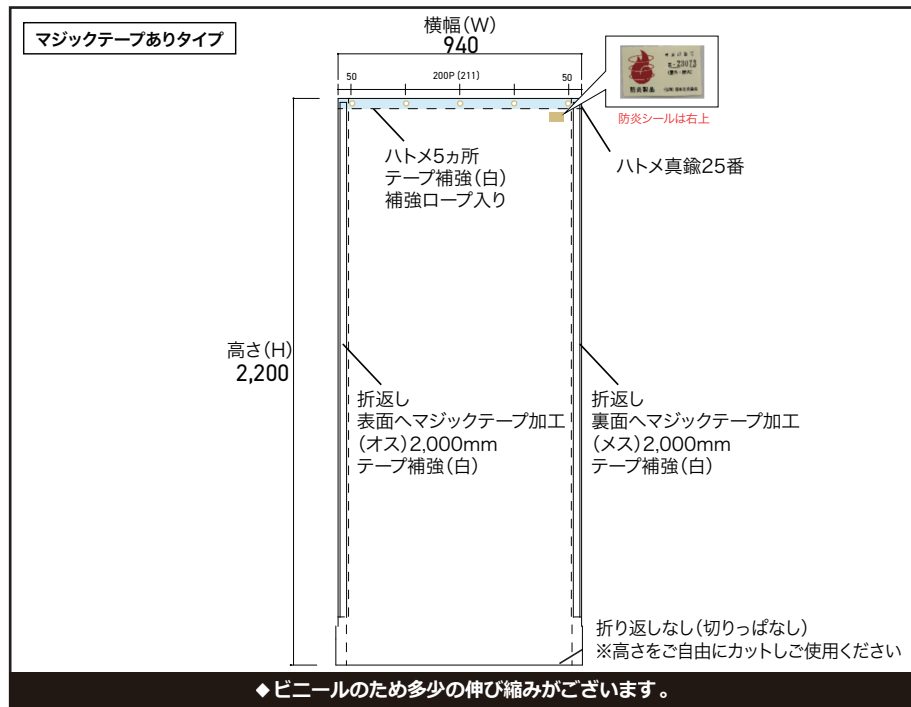 マジックテープありタイプ
横幅(W)
940
50
200P(211)
50
防炎製品
防炎シールは右上
ハトメ5ヵ所
テープ補強(白)
補強ロープ入り
ハトメ真鍮25番
高さ(H)
2,200
折返し
表面へマジックテープ加工
(オス)2,000mm
テープ補強(白)
折返し
裏面へマジックテープ加工
(メス)2,000mm
テープ補強(白)
折り返しなし(切りっぱなし)
※高さをご自由にカットしご使用ください
◆ビニールのため多少の伸び縮みがございます。